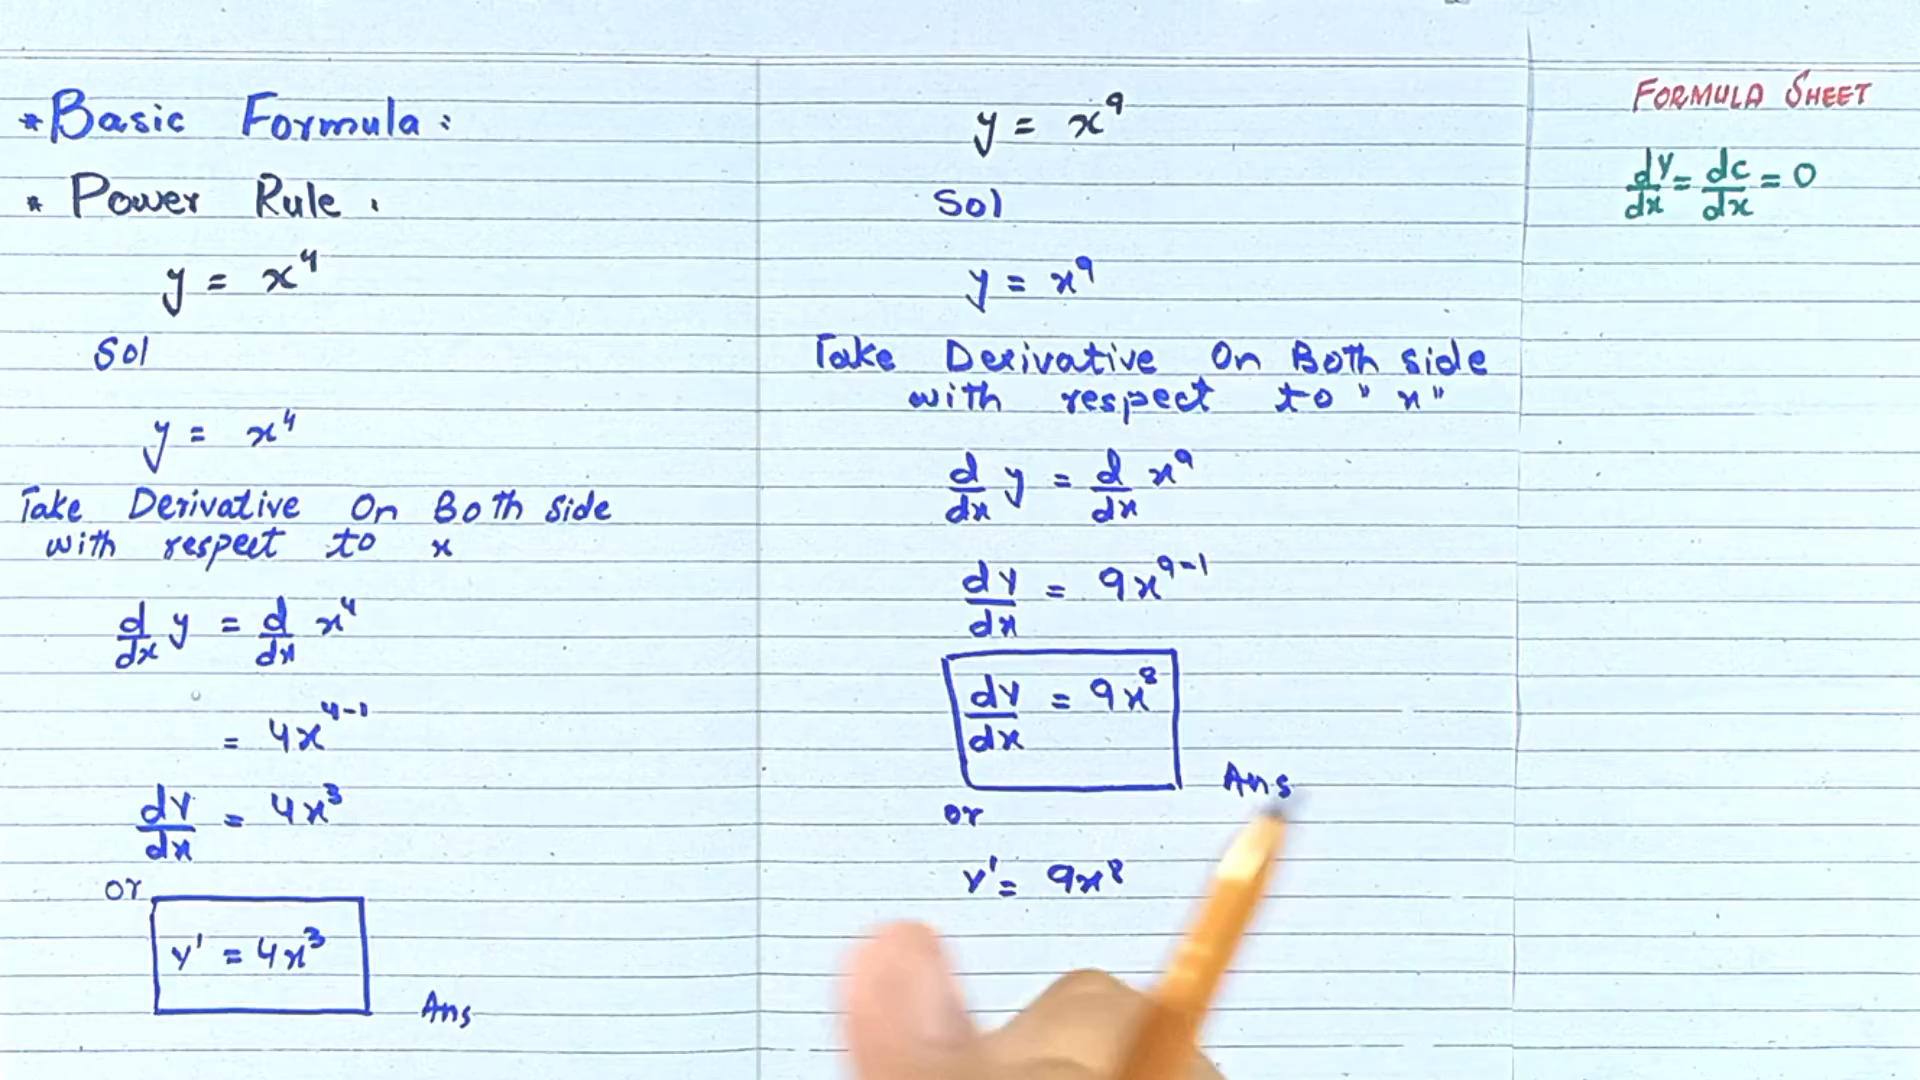 * Basic Formula :
* Power Rule .
y = x⁴
Sol
y = x⁴
Take Derivative On Both side
with respect to x
d/dx y = d/dx x⁴
= 4x⁴⁻¹
dy/dx = 4x³
or
y' = 4x³
Ans
y = x⁹
Sol
y = x⁹
Take Derivative On Both side
with respect to "x"
d/dx y = d/dx x⁹
dy/dx = 9x⁹⁻¹
dy/dx = 9x⁸
Ans
or
y' = 9x⁸
FORMULA SHEET
dy/dx = dc/dx = 0